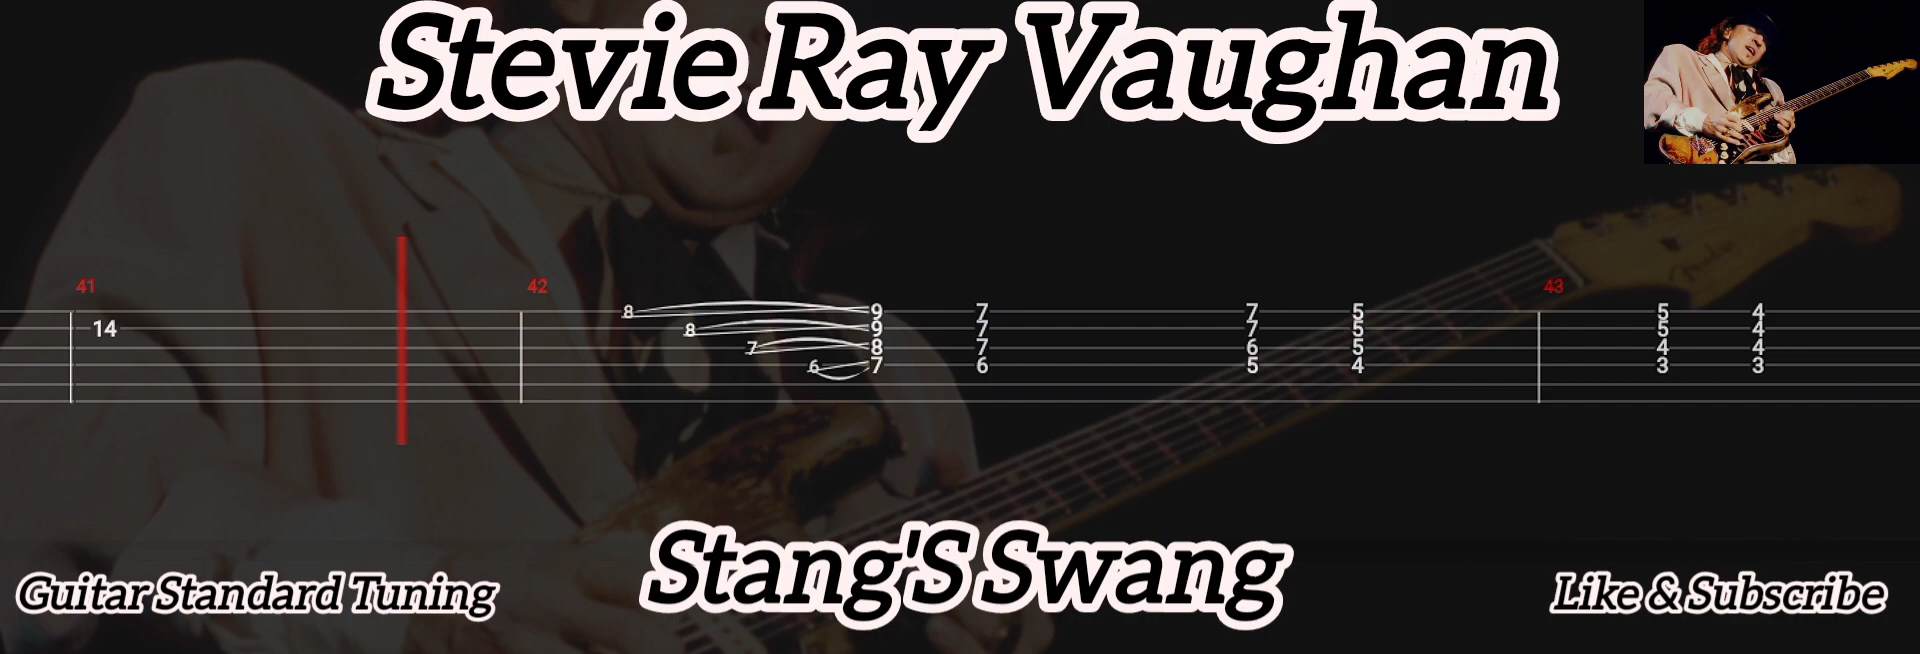 Stevie Ray Vaughan
41 42 43
8 9 7 7 5 5 4
14 8 9 7 7 5 5 4
7 8 7 6 5 4 4
6 7 6 5 4 3 3
Stang'S Swang
Guitar Standard Tuning
Like & Subscribe